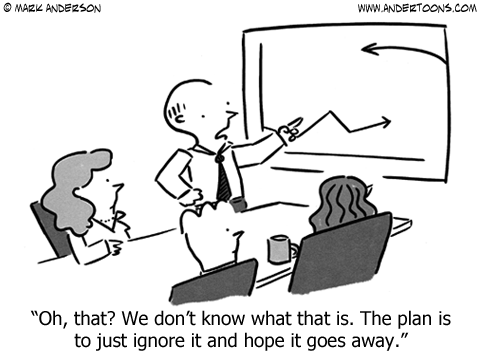 © MARK ANDERSON
WWW.ANDERTOONS.COM
“Oh, that? We don’t know what that is. The plan is
to just ignore it and hope it goes away.”